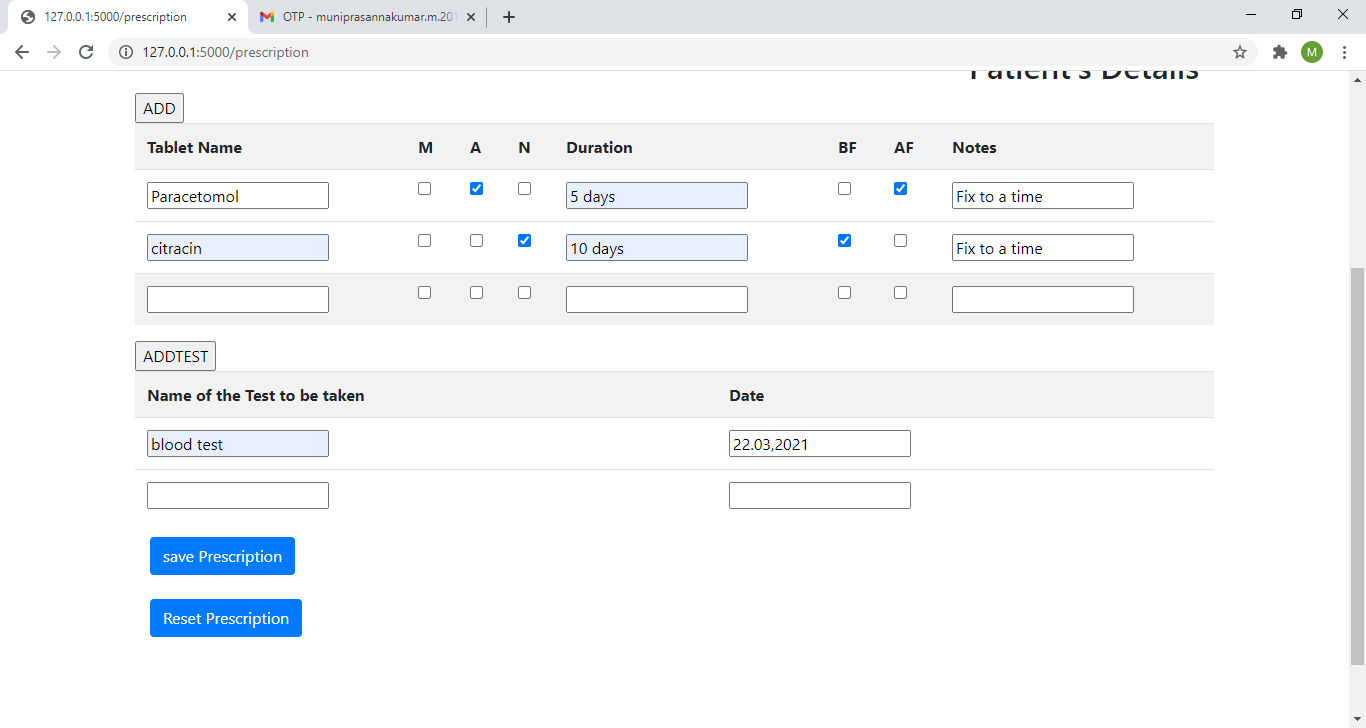 127.0.0.1:5000/prescription
OTP - muniprasannakumar.m.201
127.0.0.1:5000/prescription
M
Patient's Details
ADD
Tablet Name M A N Duration BF AF Notes
Paracetomol 5 days Fix to a time
citracin 10 days Fix to a time
ADDTEST
Name of the Test to be taken Date
blood test 22.03,2021
save Prescription
Reset Prescription